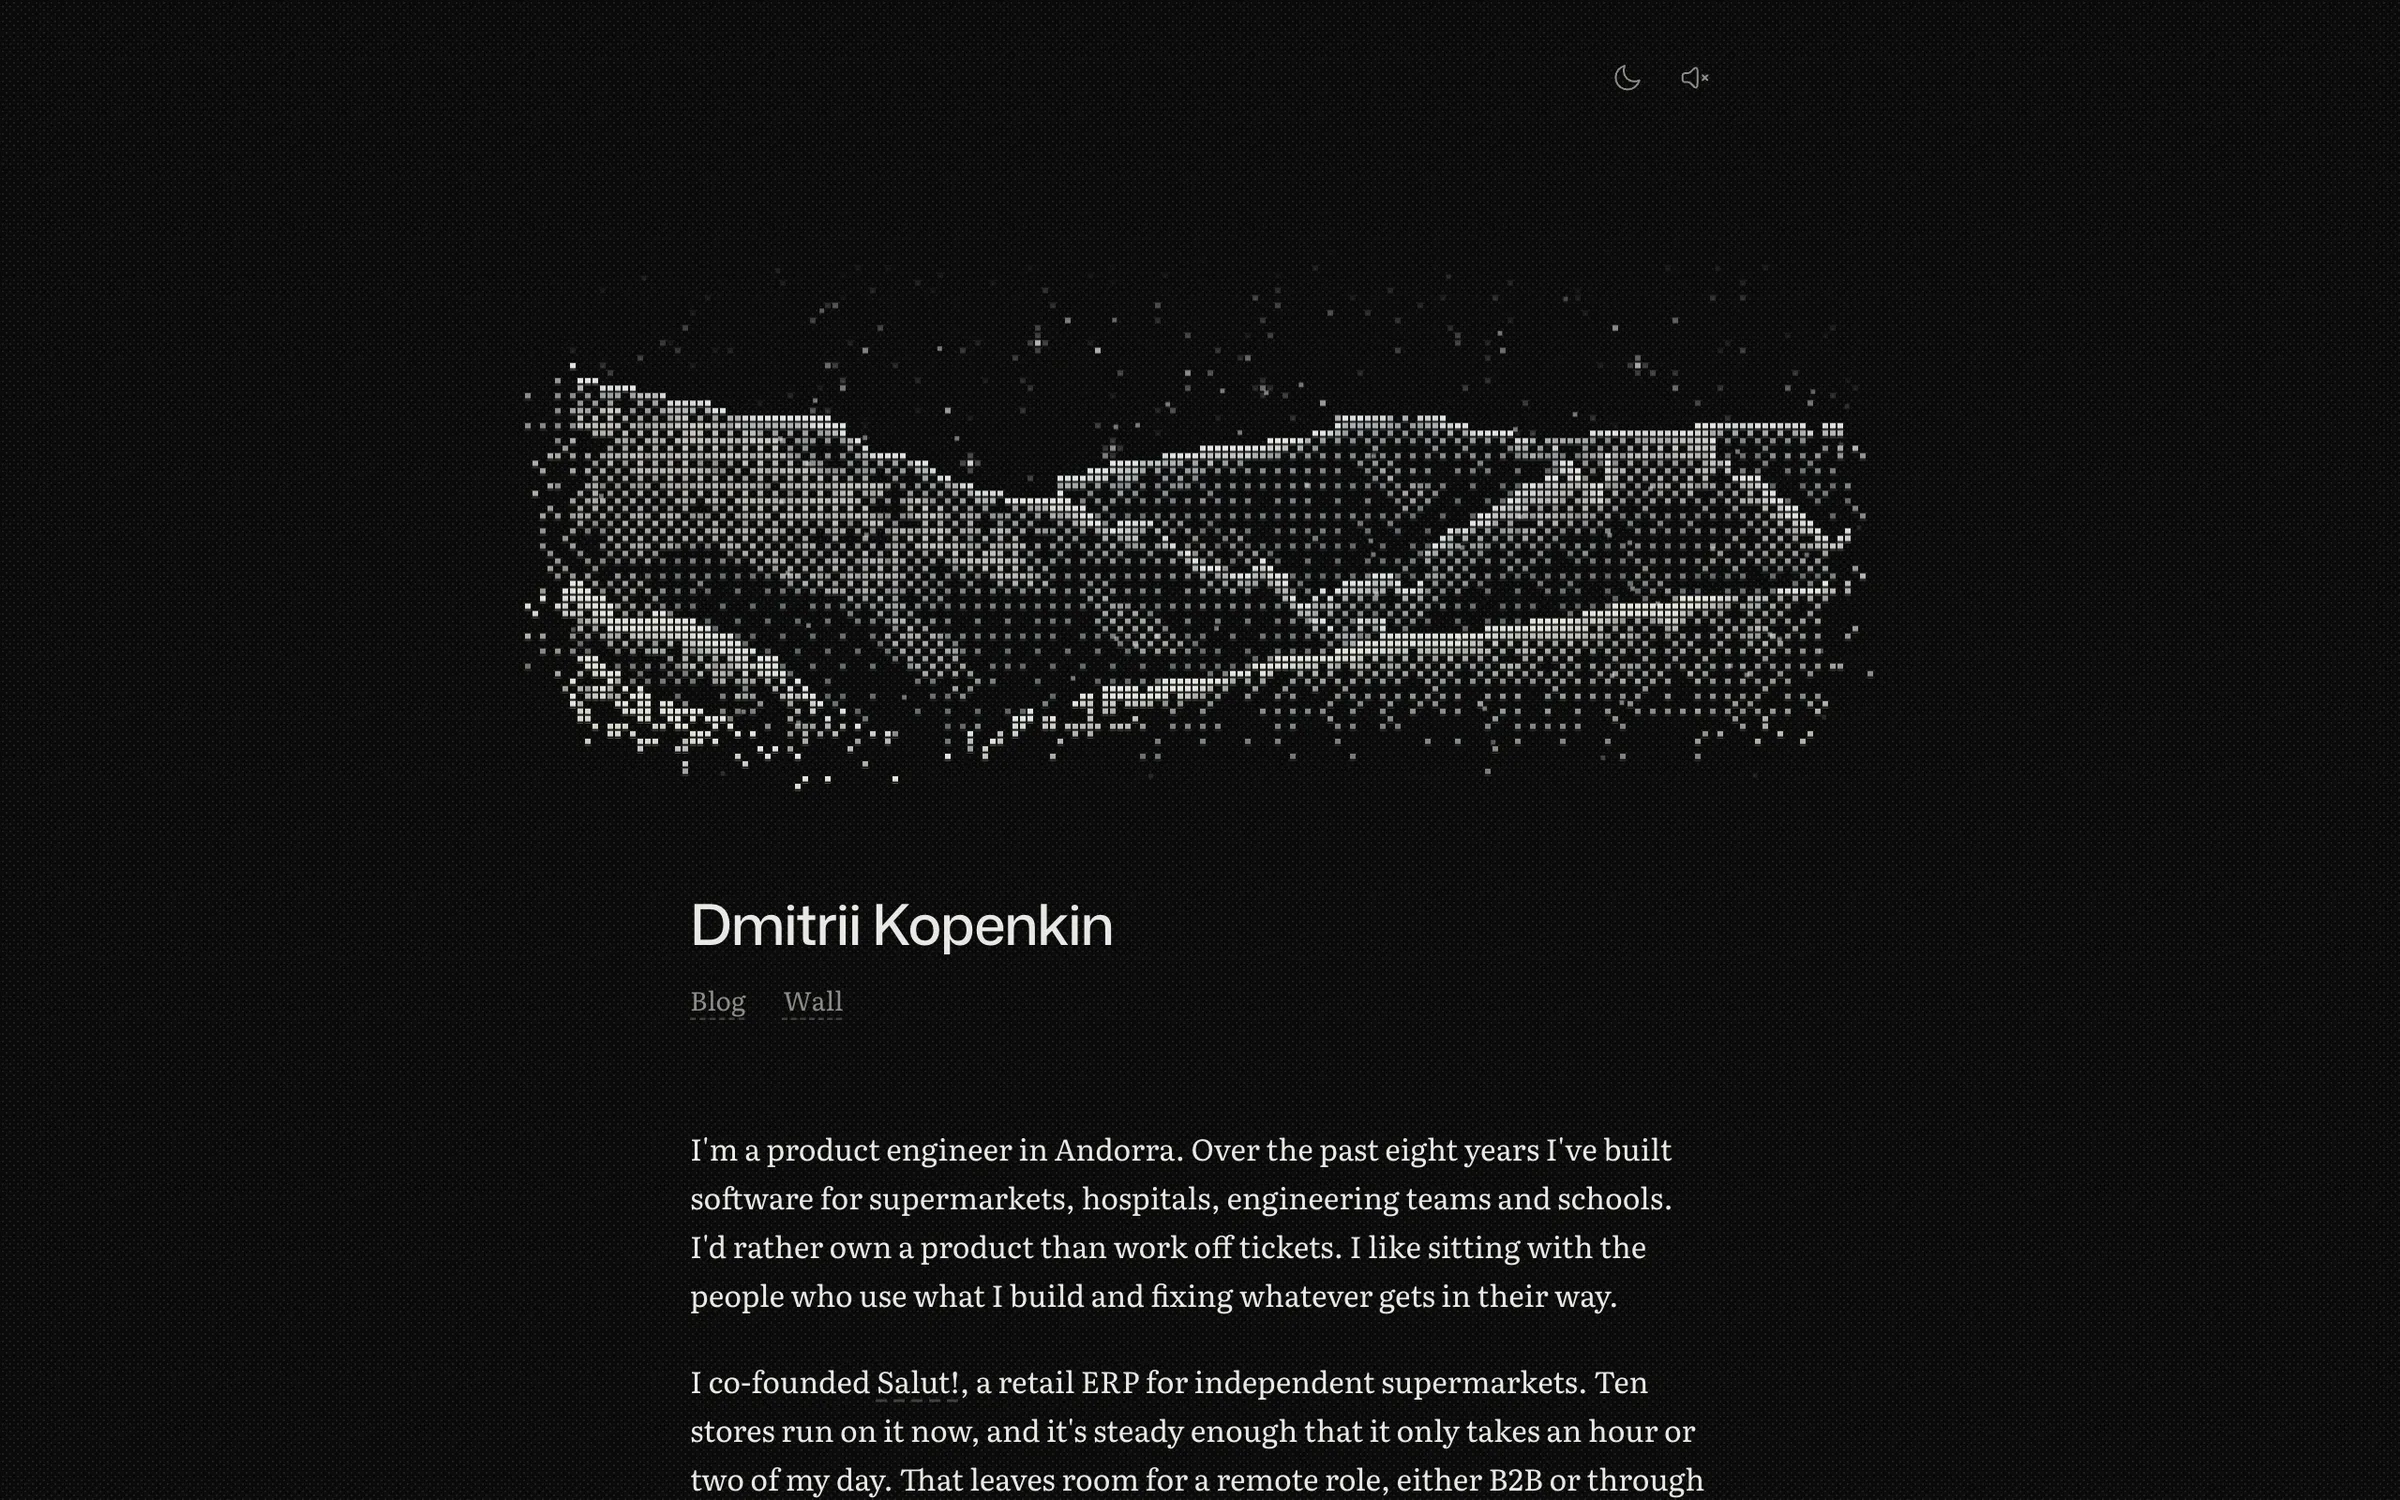 Dmitrii Kopenkin
Blog Wall
I'm a product engineer in Andorra. Over the past eight years I've built
software for supermarkets, hospitals, engineering teams and schools.
I'd rather own a product than work off tickets. I like sitting with the
people who use what I build and fixing whatever gets in their way.
I co-founded Salut!, a retail ERP for independent supermarkets. Ten
stores run on it now, and it's steady enough that it only takes an hour or
two of my day. That leaves room for a remote role, either B2B or through